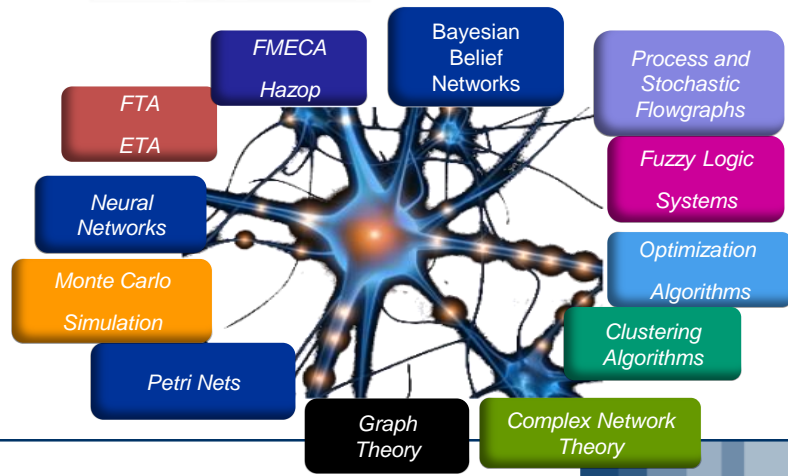 FMECA
Hazop
Bayesian
Belief
Networks
Process and
Stochastic
Flowgraphs
FTA
ETA
Fuzzy Logic
Systems
Neural
Networks
Optimization
Algorithms
Monte Carlo
Simulation
Clustering
Algorithms
Petri Nets
Graph
Theory
Complex Network
Theory